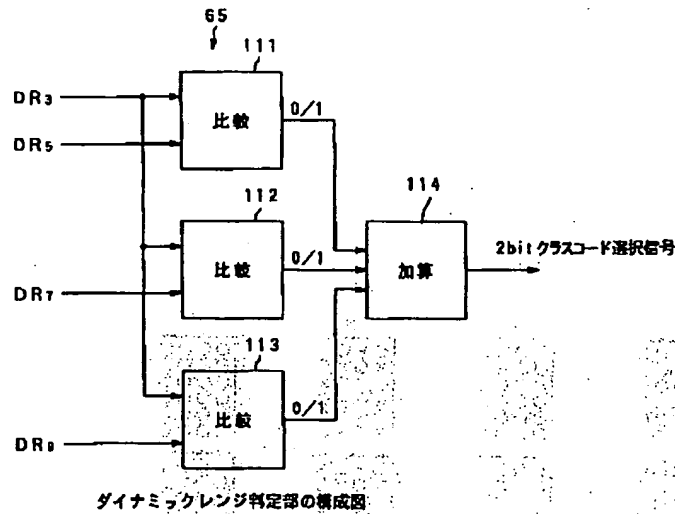 65
111
DR3
比較
0/1
DR5
112
114
比較
0/1
加算
2bitクラスコード選択信号
DR7
113
比較
0/1
DR9
ダイナミックレンジ判定部の構成図